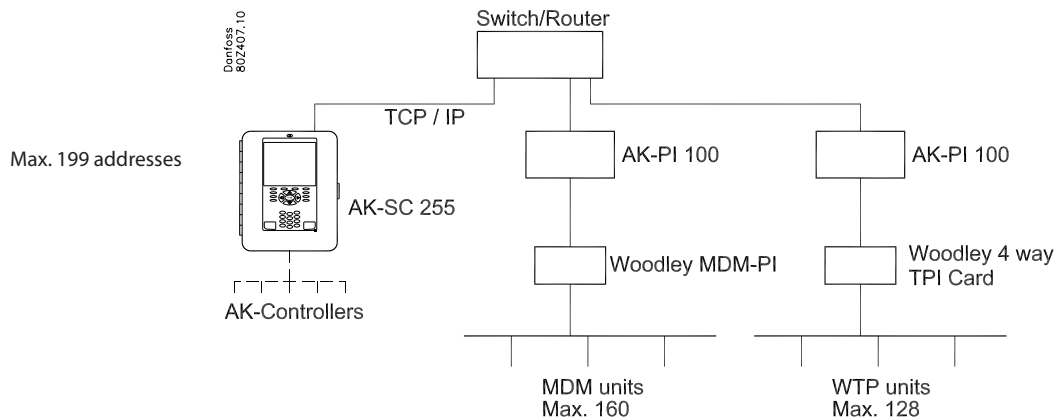 Switch/Router
Danfoss
80Z407.10
TCP / IP
Max. 199 addresses
AK-PI 100
AK-PI 100
AK-SC 255
Woodley MDM-PI
Woodley 4 way
TPI Card
AK-Controllers
MDM units
Max. 160
WTP units
Max. 128